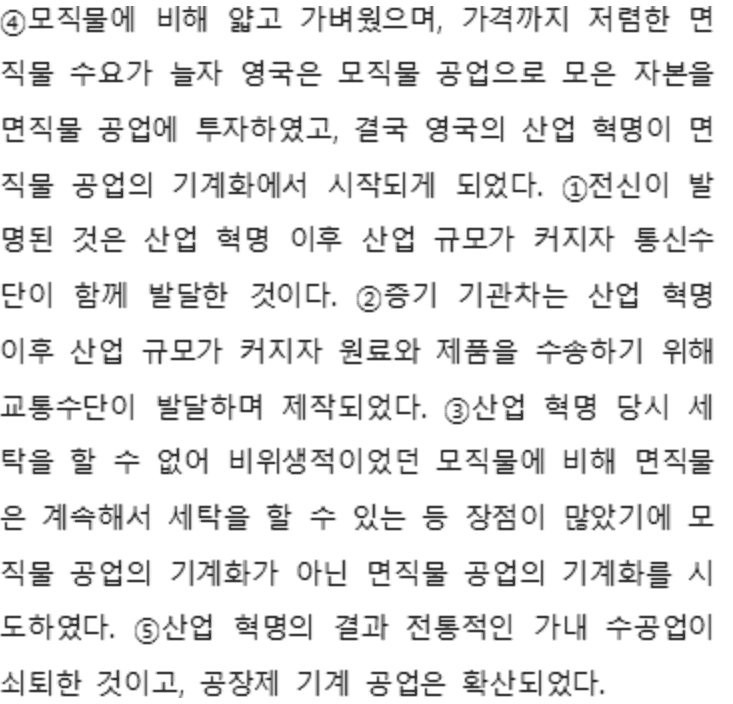 ④모직물에 비해 얇고 가벼웠으며, 가격까지 저렴한 면
직물 수요가 늘자 영국은 모직물 공업으로 모은 자본을
면직물 공업에 투자하였고, 결국 영국의 산업 혁명이 면
직물 공업의 기계화에서 시작되게 되었다. ①전신이 발
명된 것은 산업 혁명 이후 산업 규모가 커지자 통신수
단이 함께 발달한 것이다. ②증기 기관차는 산업 혁명
이후 산업 규모가 커지자 원료와 제품을 수송하기 위해
교통수단이 발달하며 제작되었다. ③산업 혁명 당시 세
탁을 할 수 없어 비위생적이었던 모직물에 비해 면직물
은 계속해서 세탁을 할 수 있는 등 장점이 많았기에 모
직물 공업의 기계화가 아닌 면직물 공업의 기계화를 시
도하였다. ⑤산업 혁명의 결과 전통적인 가내 수공업이
쇠퇴한 것이고, 공장제 기계 공업은 확산되었다.